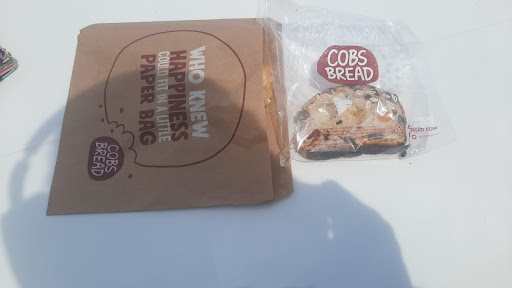 WHO KNEW
HAPPINESS
COULD FIT IN A LITTLE
PAPER BAG
COBS
BREAD
COBS
BREAD